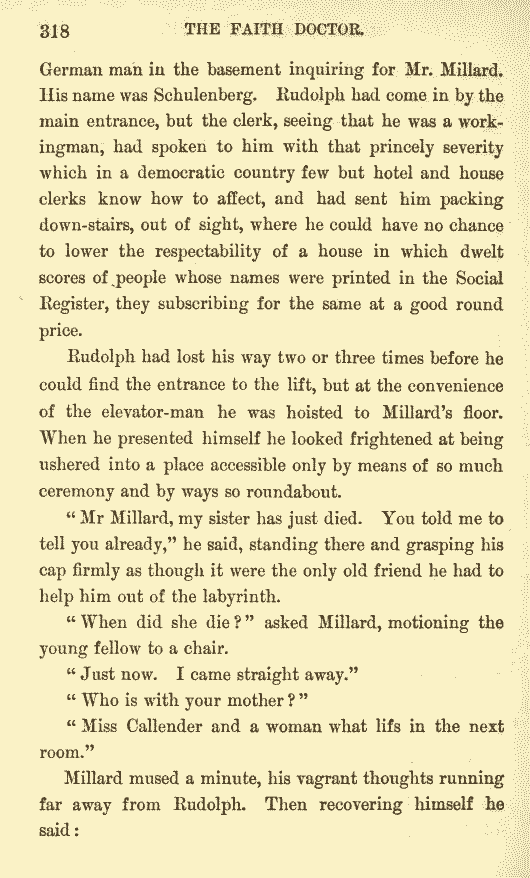 318 THE FAITH DOCTOR.
German man in the basement inquiring for Mr. Millard.
His name was Schulenberg. Rudolph had come in by the
main entrance, but the clerk, seeing that he was a work-
ingman, had spoken to him with that princely severity
which in a democratic country few but hotel and house
clerks know how to affect, and had sent him packing
down-stairs, out of sight, where he could have no chance
to lower the respectability of a house in which dwelt
scores of people whose names were printed in the Social
Register, they subscribing for the same at a good round
price.
Rudolph had lost his way two or three times before he
could find the entrance to the lift, but at the convenience
of the elevator-man he was hoisted to Millard's floor.
When he presented himself he looked frightened at being
ushered into a place accessible only by means of so much
ceremony and by ways so roundabout.
“ Mr Millard, my sister has just died. You told me to
tell you already,” he said, standing there and grasping his
cap firmly as though it were the only old friend he had to
help him out of the labyrinth.
“ When did she die ? ” asked Millard, motioning the
young fellow to a chair.
“ Just now. I came straight away.”
“ Who is with your mother ? ”
“ Miss Callender and a woman what lifs in the next
room.”
Millard mused a minute, his vagrant thoughts running
far away from Rudolph. Then recovering himself he
said :